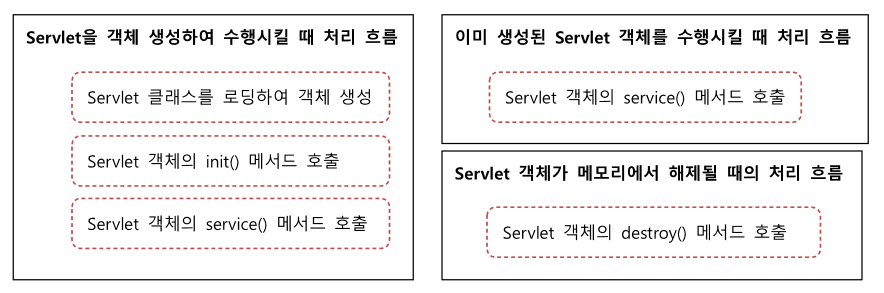 Servlet을 객체 생성하여 수행시킬 때 처리 흐름
Servlet 클래스를 로딩하여 객체 생성
Servlet 객체의 init() 메서드 호출
Servlet 객체의 service() 메서드 호출
이미 생성된 Servlet 객체를 수행시킬 때 처리 흐름
Servlet 객체의 service() 메서드 호출
Servlet 객체가 메모리에서 해제될 때의 처리 흐름
Servlet 객체의 destroy() 메서드 호출